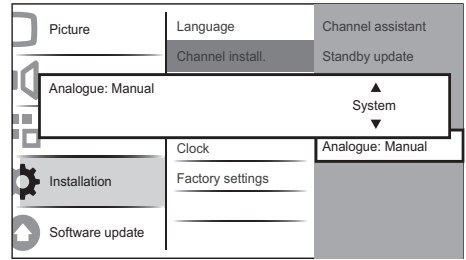 Picture
Language
Channel assistant
Channel install.
Standby update
Analogue: Manual
System
Clock
Analogue: Manual
Installation
Factory settings
Software update